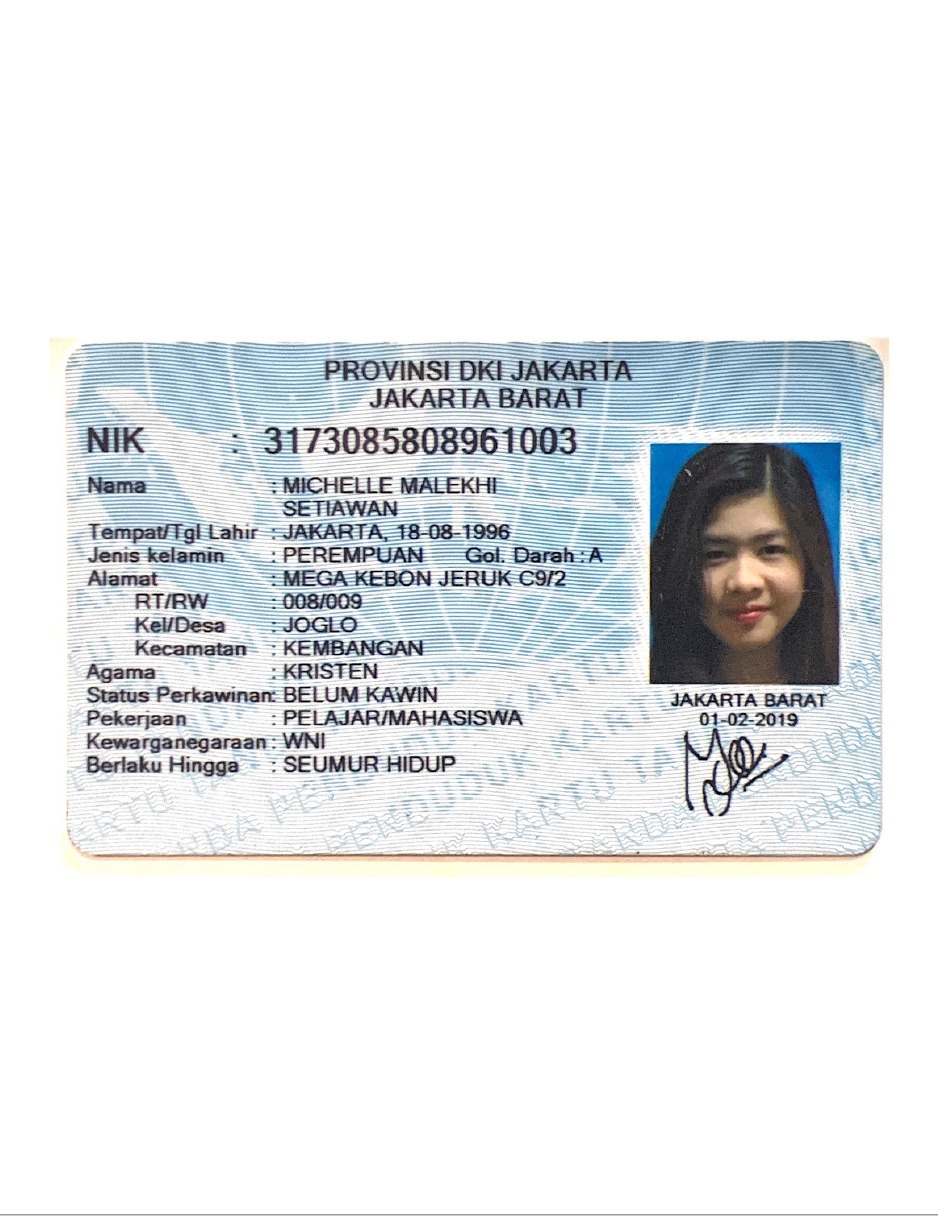 PROVINSI DKI JAKARTA
JAKARTA BARAT
NIK : 3173085808961003
Nama : MICHELLE MALEKHI
SETIAWAN
Tempat/Tgl Lahir : JAKARTA, 18-08-1996
Jenis kelamin : PEREMPUAN Gol. Darah : A
Alamat : MEGA KEBON JERUK C9/2
RT/RW : 008/009
Kel/Desa : JOGLO
Kecamatan : KEMBANGAN
Agama : KRISTEN
Status Perkawinan: BELUM KAWIN
Pekerjaan : PELAJAR/MAHASISWA
Kewarganegaraan : WNI
Berlaku Hingga : SEUMUR HIDUP
JAKARTA BARAT
01-02-2019